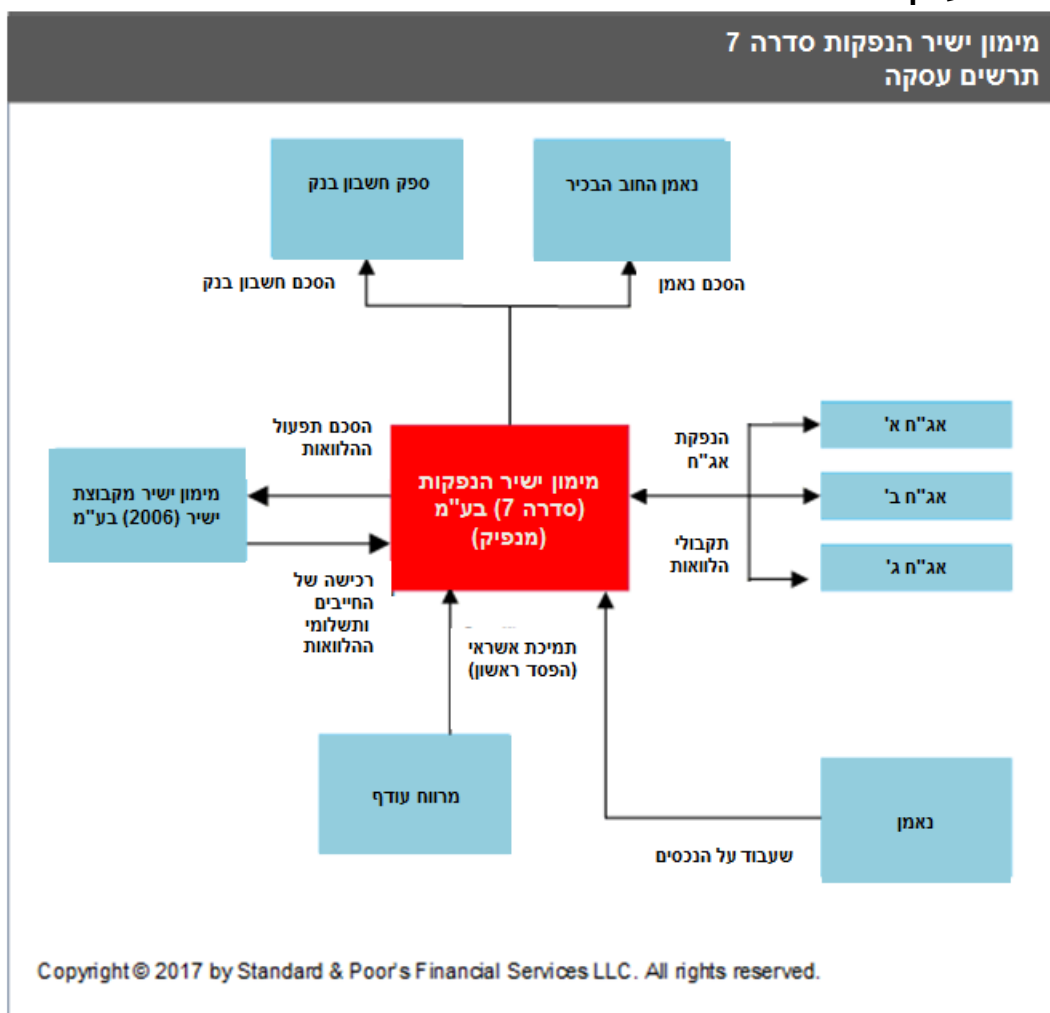 מימון ישיר הנפקות סדרה 7
תרשים עסקה
נאמן החוב הבכיר
ספק חשבון בנק
הסכם נאמן
הסכם חשבון בנק
הסכם תפעול
ההלוואות
הנפקת
אג"ח
אג"ח א'
אג"ח ב'
אג"ח ג'
מימון ישיר הנפקות
(סדרה 7) בע"מ
(מנפיק)
מימון ישיר מקבוצת
ישיר (2006) בע"מ
תקבולי
הלוואות
רכישה של
החייבים
ותשלומי
ההלוואות
תמיכת אשראי
(הפסד ראשון)
מרווח עודף
נאמן
שעבוד על הנכסים
Copyright © 2017 by Standard & Poor's Financial Services LLC. All rights reserved.